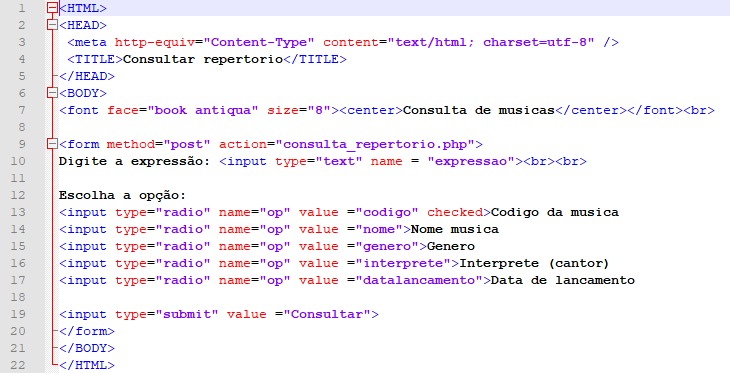 1 <HTML>
2 <HEAD>
3 <meta http-equiv="Content-Type" content="text/html; charset=utf-8" />
4 <TITLE>Consultar repertorio</TITLE>
5 </HEAD>
6 <BODY>
7 <font face="book antiqua" size="8"><center>Consulta de musicas</center></font><br>
8
9 <form method="post" action="consulta_repertorio.php">
10 Digite a expressão: <input type="text" name = "expressao"><br><br>
11
12 Escolha a opção:
13 <input type="radio" name="op" value ="codigo" checked>Codigo da musica
14 <input type="radio" name="op" value ="nome">Nome musica
15 <input type="radio" name="op" value ="genero">Genero
16 <input type="radio" name="op" value ="interprete">Interprete (cantor)
17 <input type="radio" name="op" value ="datalancamento">Data de lancamento
18
19 <input type="submit" value ="Consultar">
20 </form>
21 </BODY>
22 </HTML>